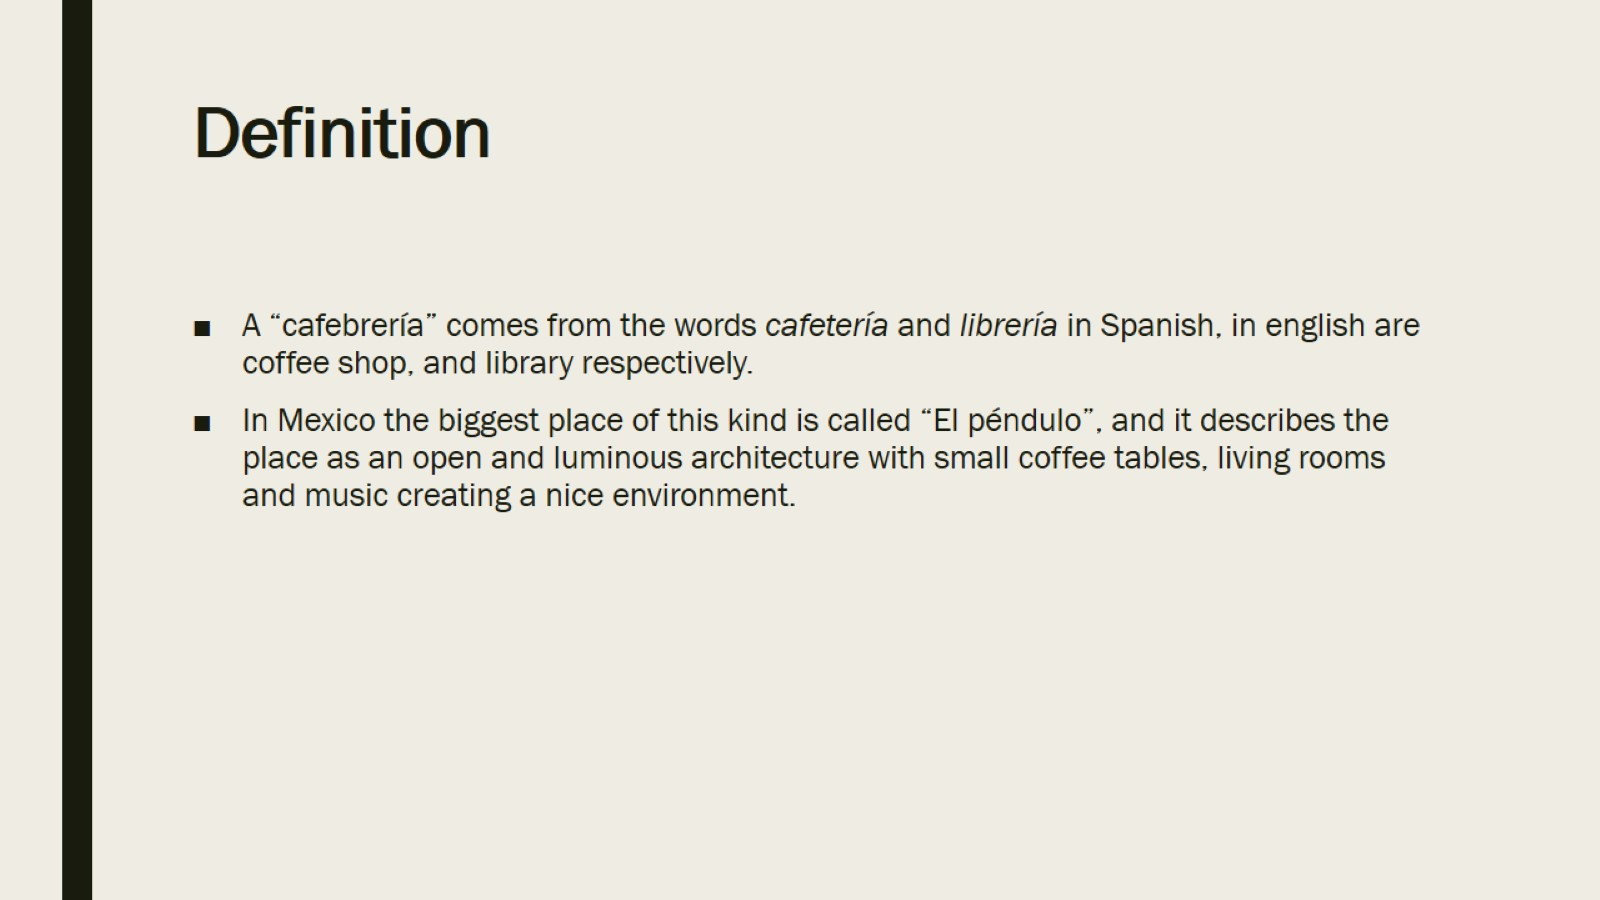 Definition
■ A “cafebrería” comes from the words cafetería and librería in Spanish, in english are
coffee shop, and library respectively.
■ In Mexico the biggest place of this kind is called “El péndulo”, and it describes the
place as an open and luminous architecture with small coffee tables, living rooms
and music creating a nice environment.